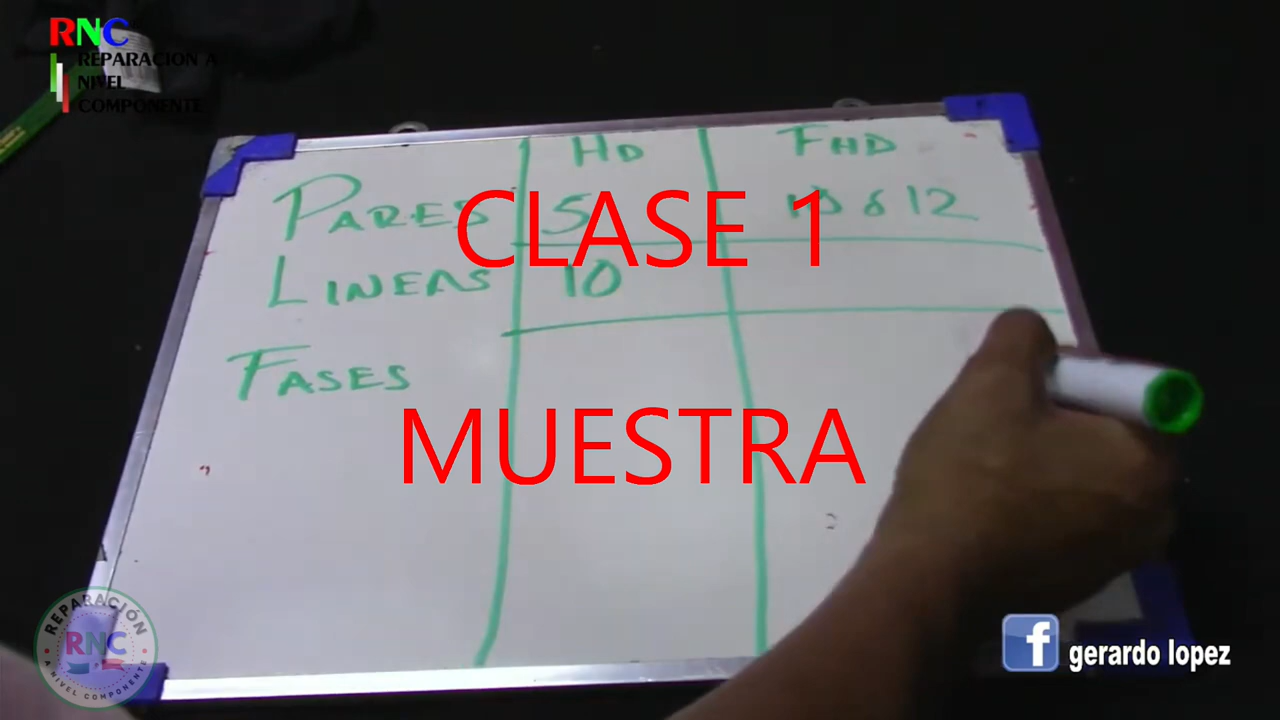 RNC
REPARACION A
NIVEL
COMPONENTE
HD FHD
PARES 5 10 ó 12
LINEAS 10
FASES
CLASE 1
MUESTRA
REPARACIÓN
RNC
A NIVEL COMPONENTE
f gerardo lopez